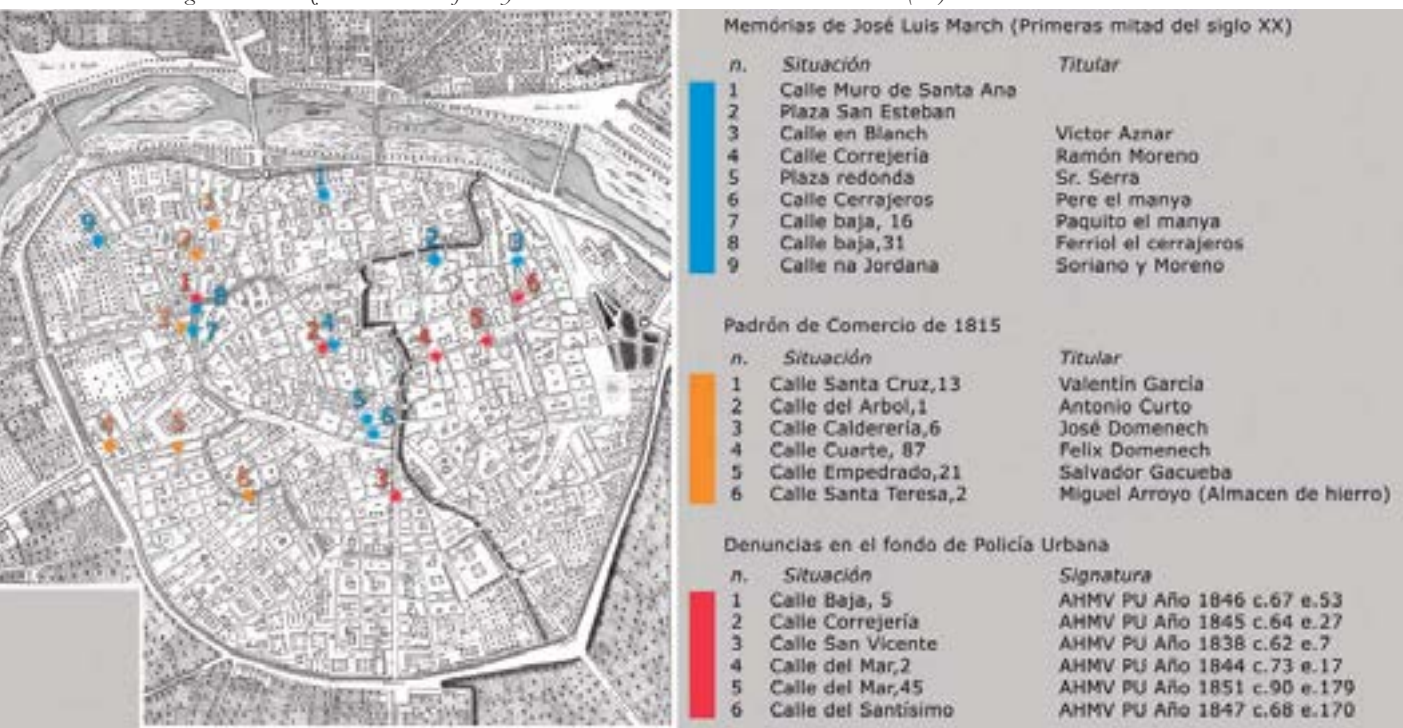 Memórias de José Luis March (Primeras mitad del siglo XX)
n. Situación Titular
1 Calle Muro de Santa Ana
2 Plaza San Esteban
3 Calle en Blanch Victor Aznar
4 Calle Correjería Ramón Moreno
5 Plaza redonda Sr. Serra
6 Calle Cerrajeros Pere el manya
7 Calle baja, 16 Paquito el manya
8 Calle baja,31 Ferriol el cerrajeros
9 Calle na Jordana Soriano y Moreno
Padrón de Comercio de 1815
n. Situación Titular
1 Calle Santa Cruz,13 Valentín García
2 Calle del Arbol,1 Antonio Curto
3 Calle Calderería,6 José Domenech
4 Calle Cuarte, 87 Felix Domenech
5 Calle Empedrado,21 Salvador Gacueba
6 Calle Santa Teresa,2 Miguel Arroyo (Almacen de hierro)
Denuncias en el fondo de Policía Urbana
n. Situación Signatura
1 Calle Baja, 5 AHMV PU Año 1846 c.67 e.53
2 Calle Correjería AHMV PU Año 1845 c.64 e.27
3 Calle San Vicente AHMV PU Año 1838 c.62 e.7
4 Calle del Mar,2 AHMV PU Año 1844 c.73 e.17
5 Calle del Mar,45 AHMV PU Año 1851 c.90 e.179
6 Calle del Santísimo AHMV PU Año 1847 c.68 e.170
1
1
9
2
2
3
1
8
6
3
7
2
4
4
5
5
6
4
5
6
3